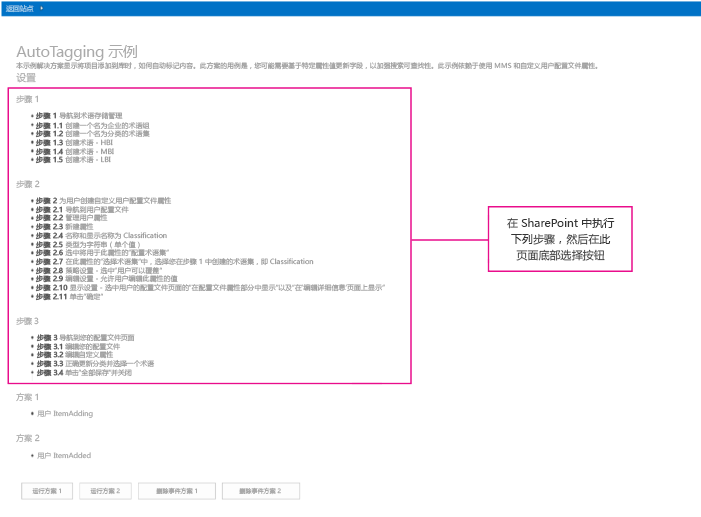 返回站点
AutoTagging 示例
本示例解决方案显示将项目添加到库时，如何自动标记内容。此方案的用例是，您可能需要基于特定属性值更新字段，以加强搜索可查找性。此示例依赖于使用 MMS 和自定义用户配置文件属性。
设置
步骤 1
• 步骤 1 导航到术语存储管理
• 步骤 1.1 创建一个名为企业的术语组
• 步骤 1.2 创建一个名为分类的术语集
• 步骤 1.3 创建术语 - HBI
• 步骤 1.4 创建术语 - MBI
• 步骤 1.5 创建术语 - LBI
步骤 2
• 步骤 2 为用户创建自定义用户配置文件属性
• 步骤 2.1 导航到用户配置文件
• 步骤 2.2 管理用户属性
• 步骤 2.3 新建属性
• 步骤 2.4 名称和显示名称为 Classification
• 步骤 2.5 类型为字符串（单个值）
• 步骤 2.6 选中将用于此属性的"配置术语集"
• 步骤 2.7 在此属性的"选择术语集"中，选择您在步骤 1 中创建的术语集，即 Classification
• 步骤 2.8 策略设置 - 选中"用户可以覆盖"
• 步骤 2.9 编辑设置 - 允许用户编辑此属性的值
• 步骤 2.10 显示设置 - 选中用户的配置文件页面的"在配置文件属性部分中显示"以及"在'编辑详细信息'页面上显示"
• 步骤 2.11 单击"确定"
步骤 3
• 步骤 3 导航到您的配置文件页面
• 步骤 3.1 编辑您的配置文件
• 步骤 3.2 编辑自定义属性
• 步骤 3.3 正确更新分类并选择一个术语
• 步骤 3.4 单击"全部保存"并关闭
在 SharePoint 中执行
下列步骤，然后在此
页面底部选择按钮
方案 1
• 用户 ItemAdding
方案 2
• 用户 ItemAdded
运行方案 1
运行方案 2
删除事件方案 1
删除事件方案 2